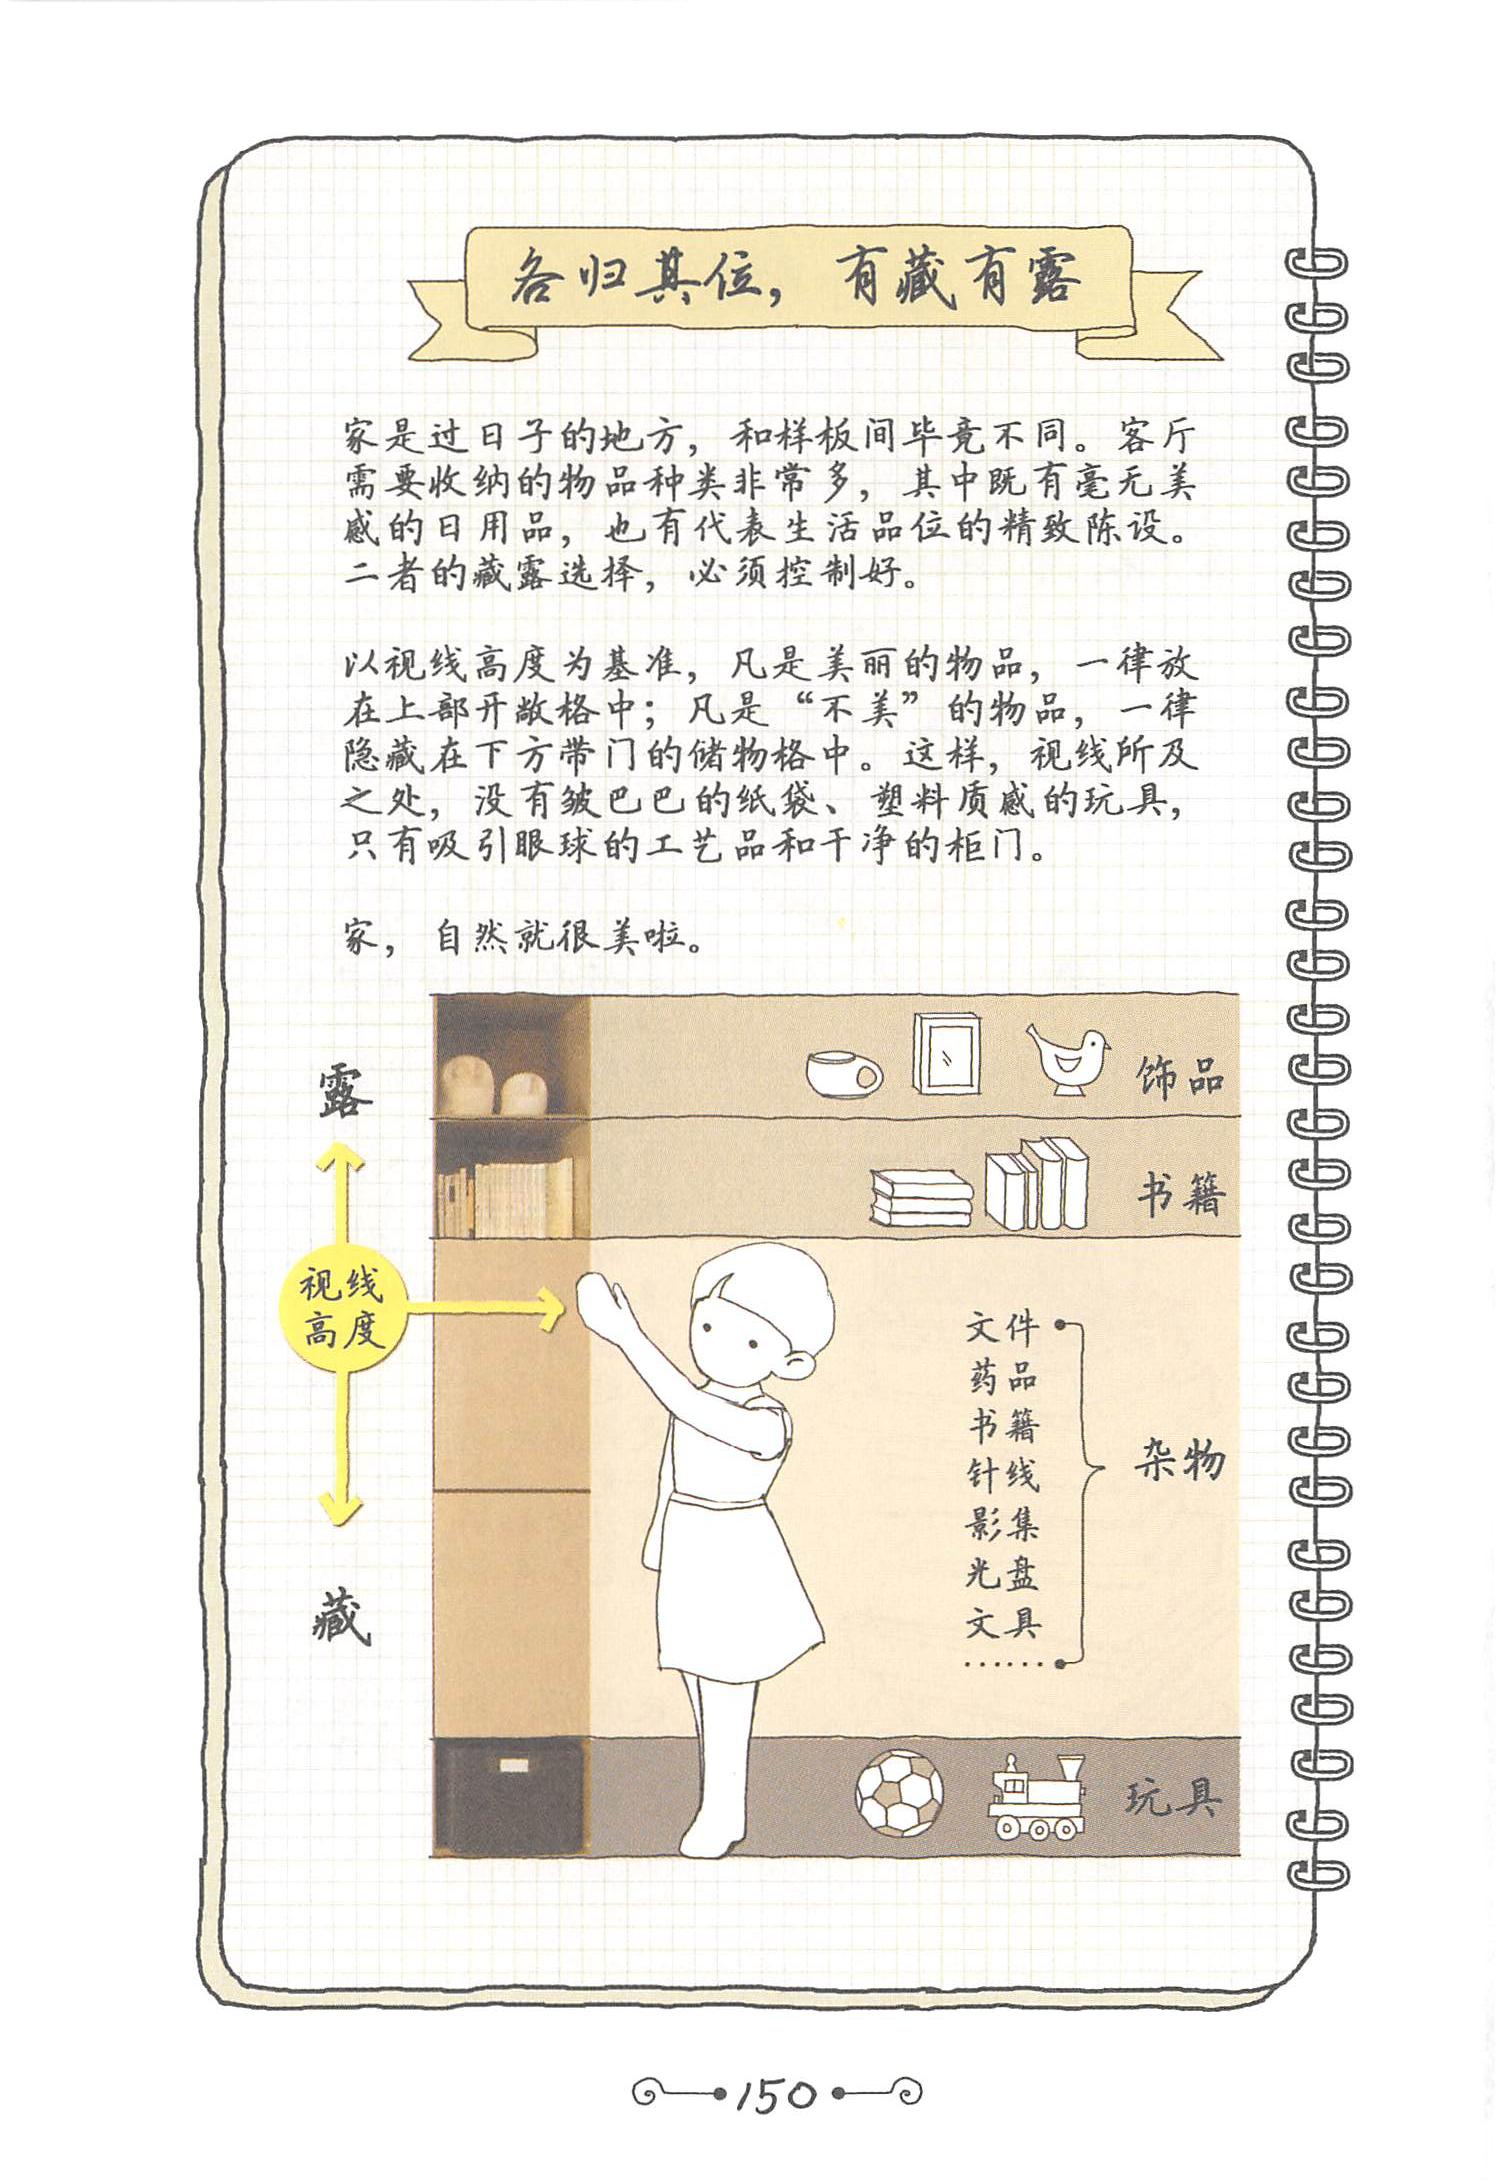 各归其位，有藏有露
家是过日子的地方，和样板间毕竟不同。客厅
需要收纳的物品种类非常多，其中既有毫无美
感的日用品，也有代表生活品位的精致陈设。
二者的藏露选择，必须控制好。
以视线高度为基准，凡是美丽的物品，一律放
在上部开敞格中；凡是“不美”的物品，一律
隐藏在下方带门的储物格中。这样，视线所及
之处，没有皱巴巴的纸袋、塑料质感的玩具，
只有吸引眼球的工艺品和干净的柜门。
家，自然就很美啦。
露
视线
高度
藏
饰品
书籍
文件
药品
书籍
针线
影集
光盘
文具
······
杂物
玩具
150